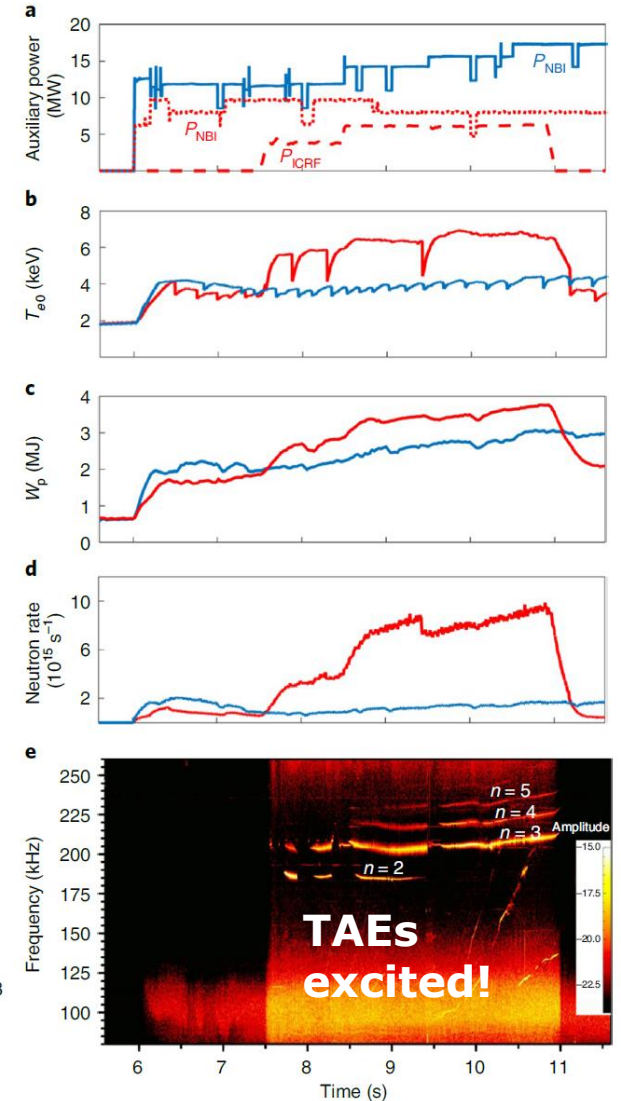 a
20
15
10
5
Auxiliary power
(MW)
P_NBI
P_NBI
P_ICRF
b
8
6
4
2
T_e0 (keV)
c
4
3
2
1
0
W_p (MJ)
d
10
6
2
Neutron rate
(10^15 s^−1)
e
250
225
200
175
150
125
100
Frequency (kHz)
n = 5
n = 4
n = 3
n = 2
Amplitude
−15.0
−17.5
−20.0
−22.5
TAEs
excited!
3
6 7 8 9 10 11
Time (s)